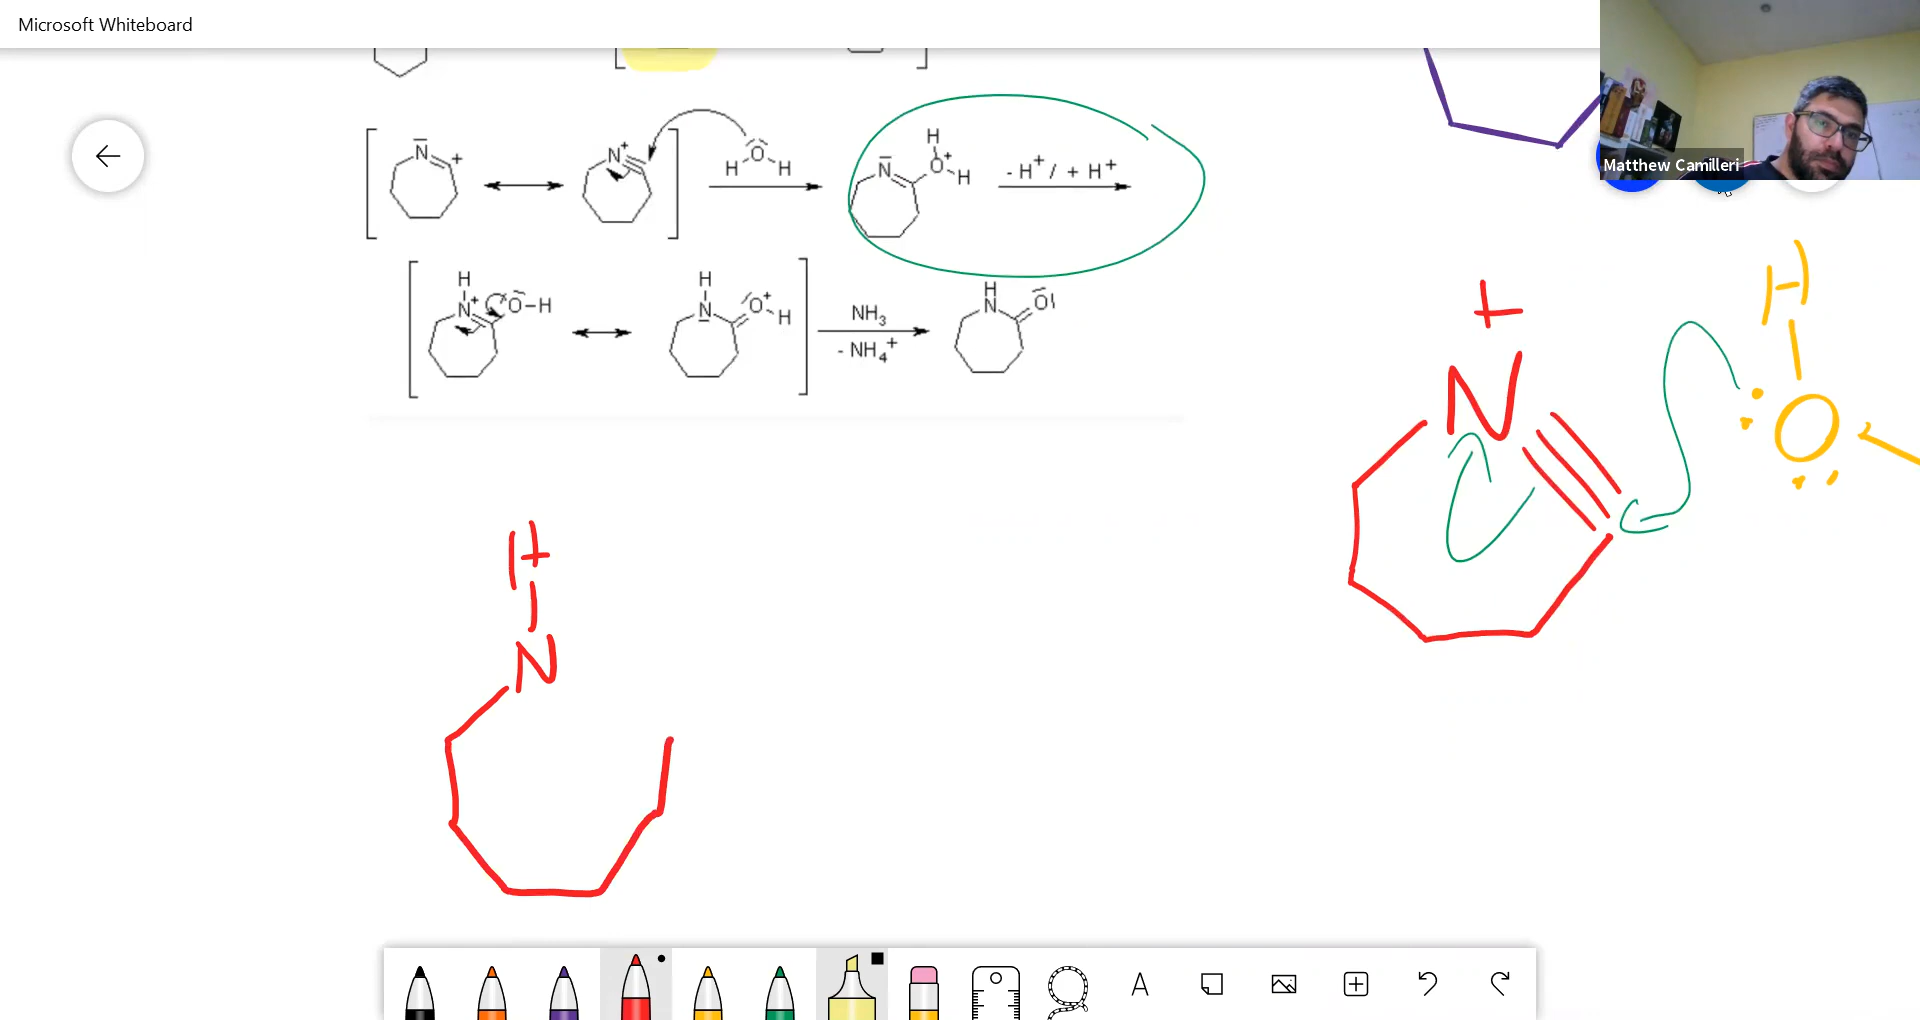 Microsoft Whiteboard
Matthew Camilleri
N +
N+
H O H
N H O+ H
- H+ / + H+
H N+ O-H
H N O+ H
NH3
- NH4+
H N O
+
N
H
O
H
N
A